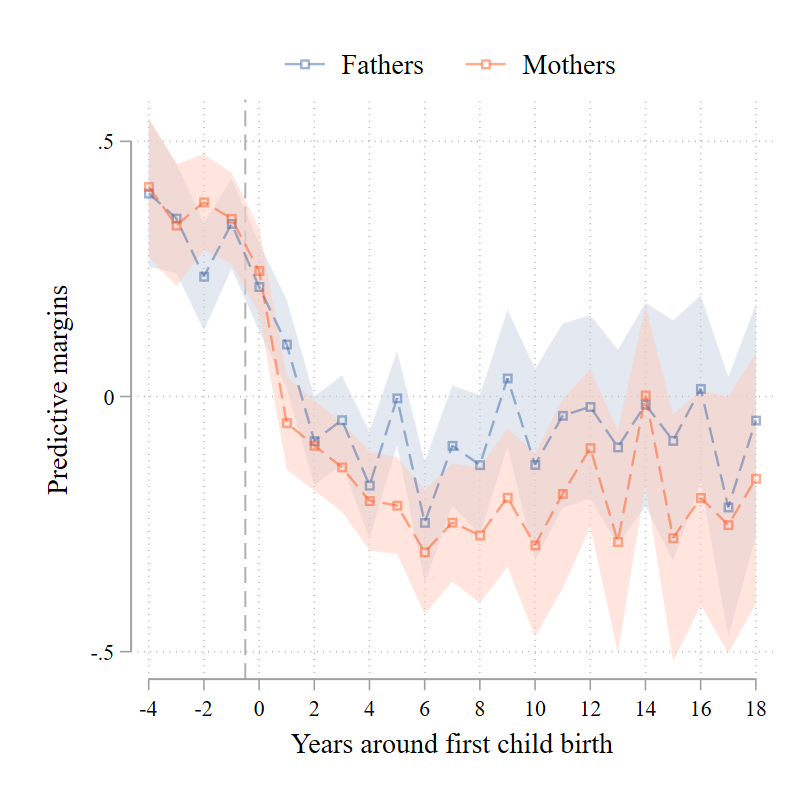 Fathers Mothers
Predictive margins
.5
0
-.5
-4 -2 0 2 4 6 8 10 12 14 16 18
Years around first child birth